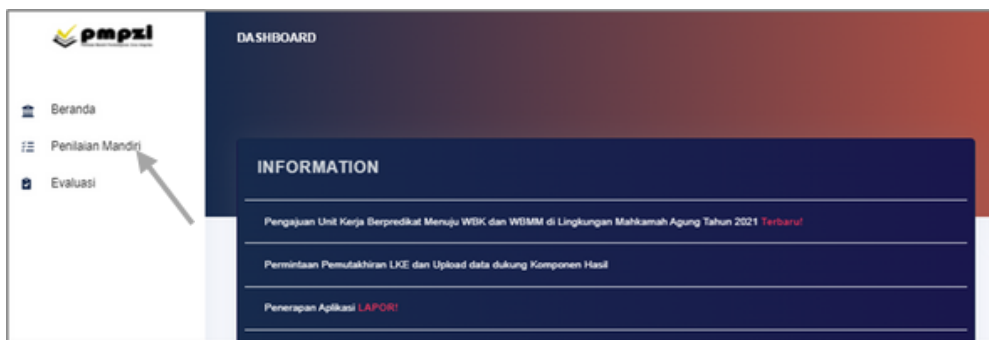 pmpzi
DASHBOARD
Beranda
Penilaian Mandiri
Evaluasi
INFORMATION
Pengajuan Unit Kerja Berpredikat Menuju WBK dan WBMM di Lingkungan Mahkamah Agung Tahun 2021 Terbaru!
Permintaan Pemutakhiran LKE dan Upload data dukung Komponen Hasil
Penerapan Aplikasi LAPOR!